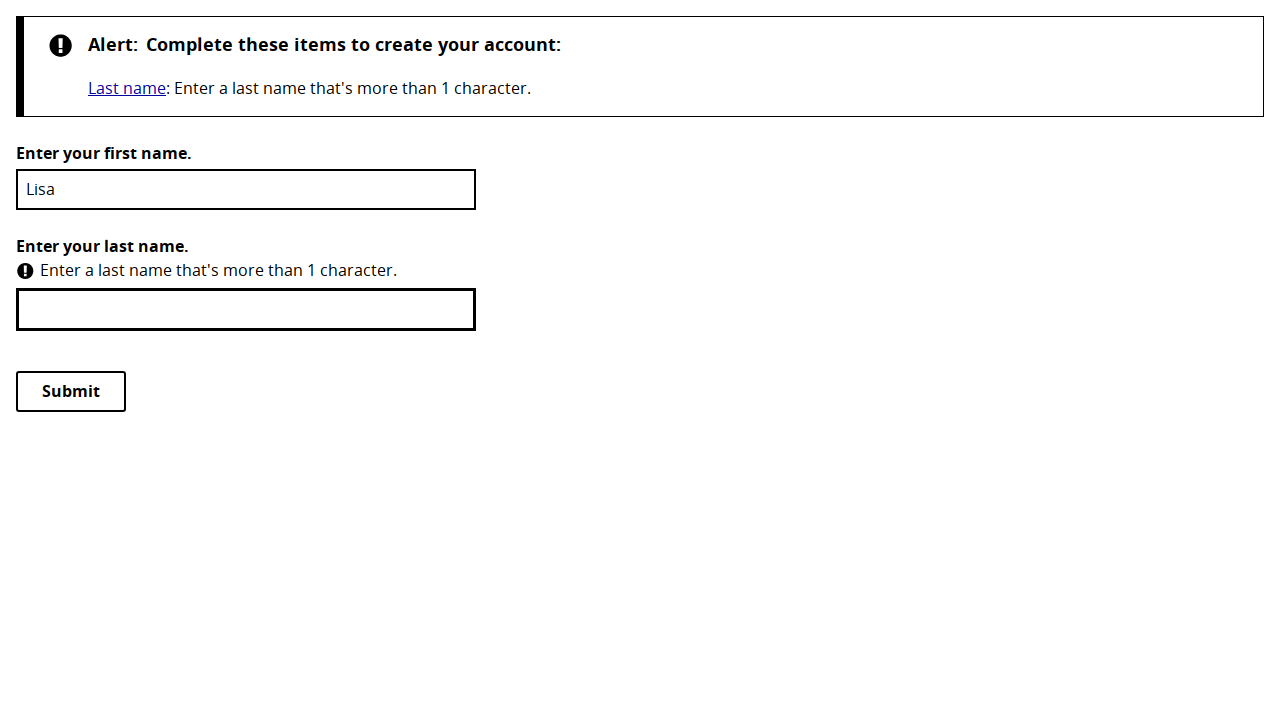 Alert: Complete these items to create your account:
Last name: Enter a last name that's more than 1 character.
Enter your first name.
Lisa
Enter your last name.
Enter a last name that's more than 1 character.
Submit